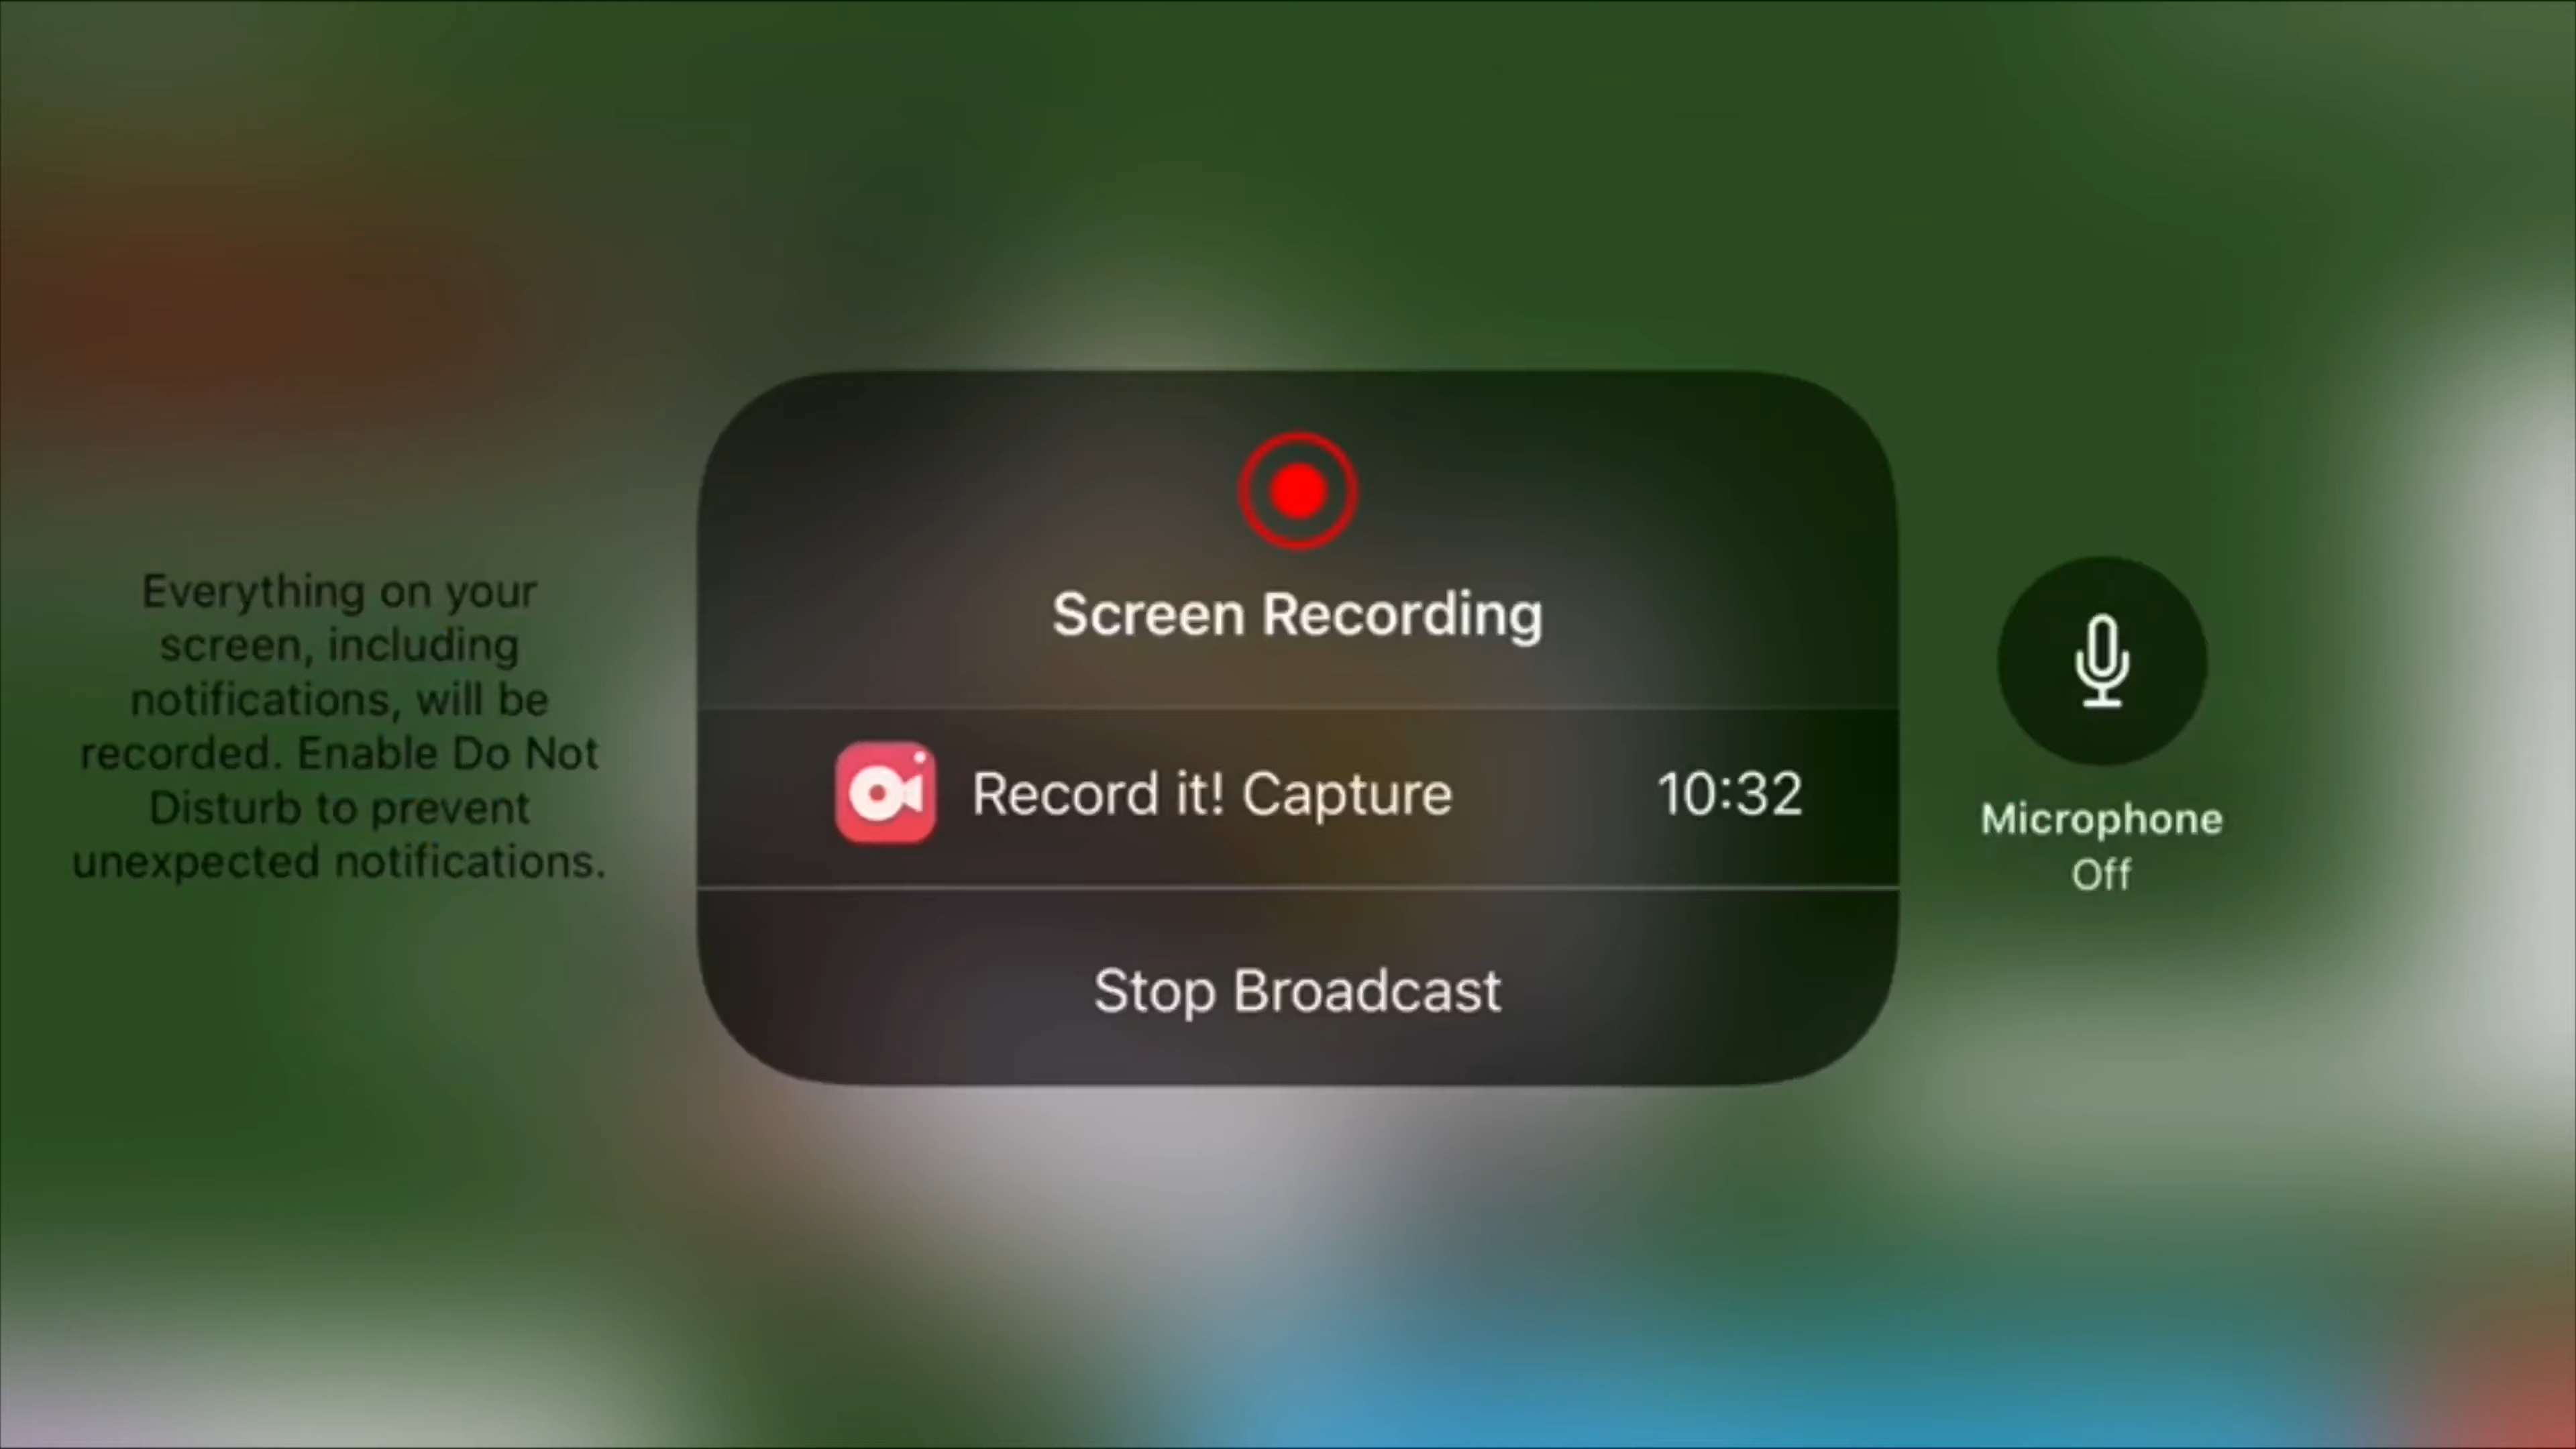 Everything on your
screen, including
notifications, will be
recorded. Enable Do Not
Disturb to prevent
unexpected notifications.
Screen Recording
Record it! Capture 10:32
Stop Broadcast
Microphone
Off